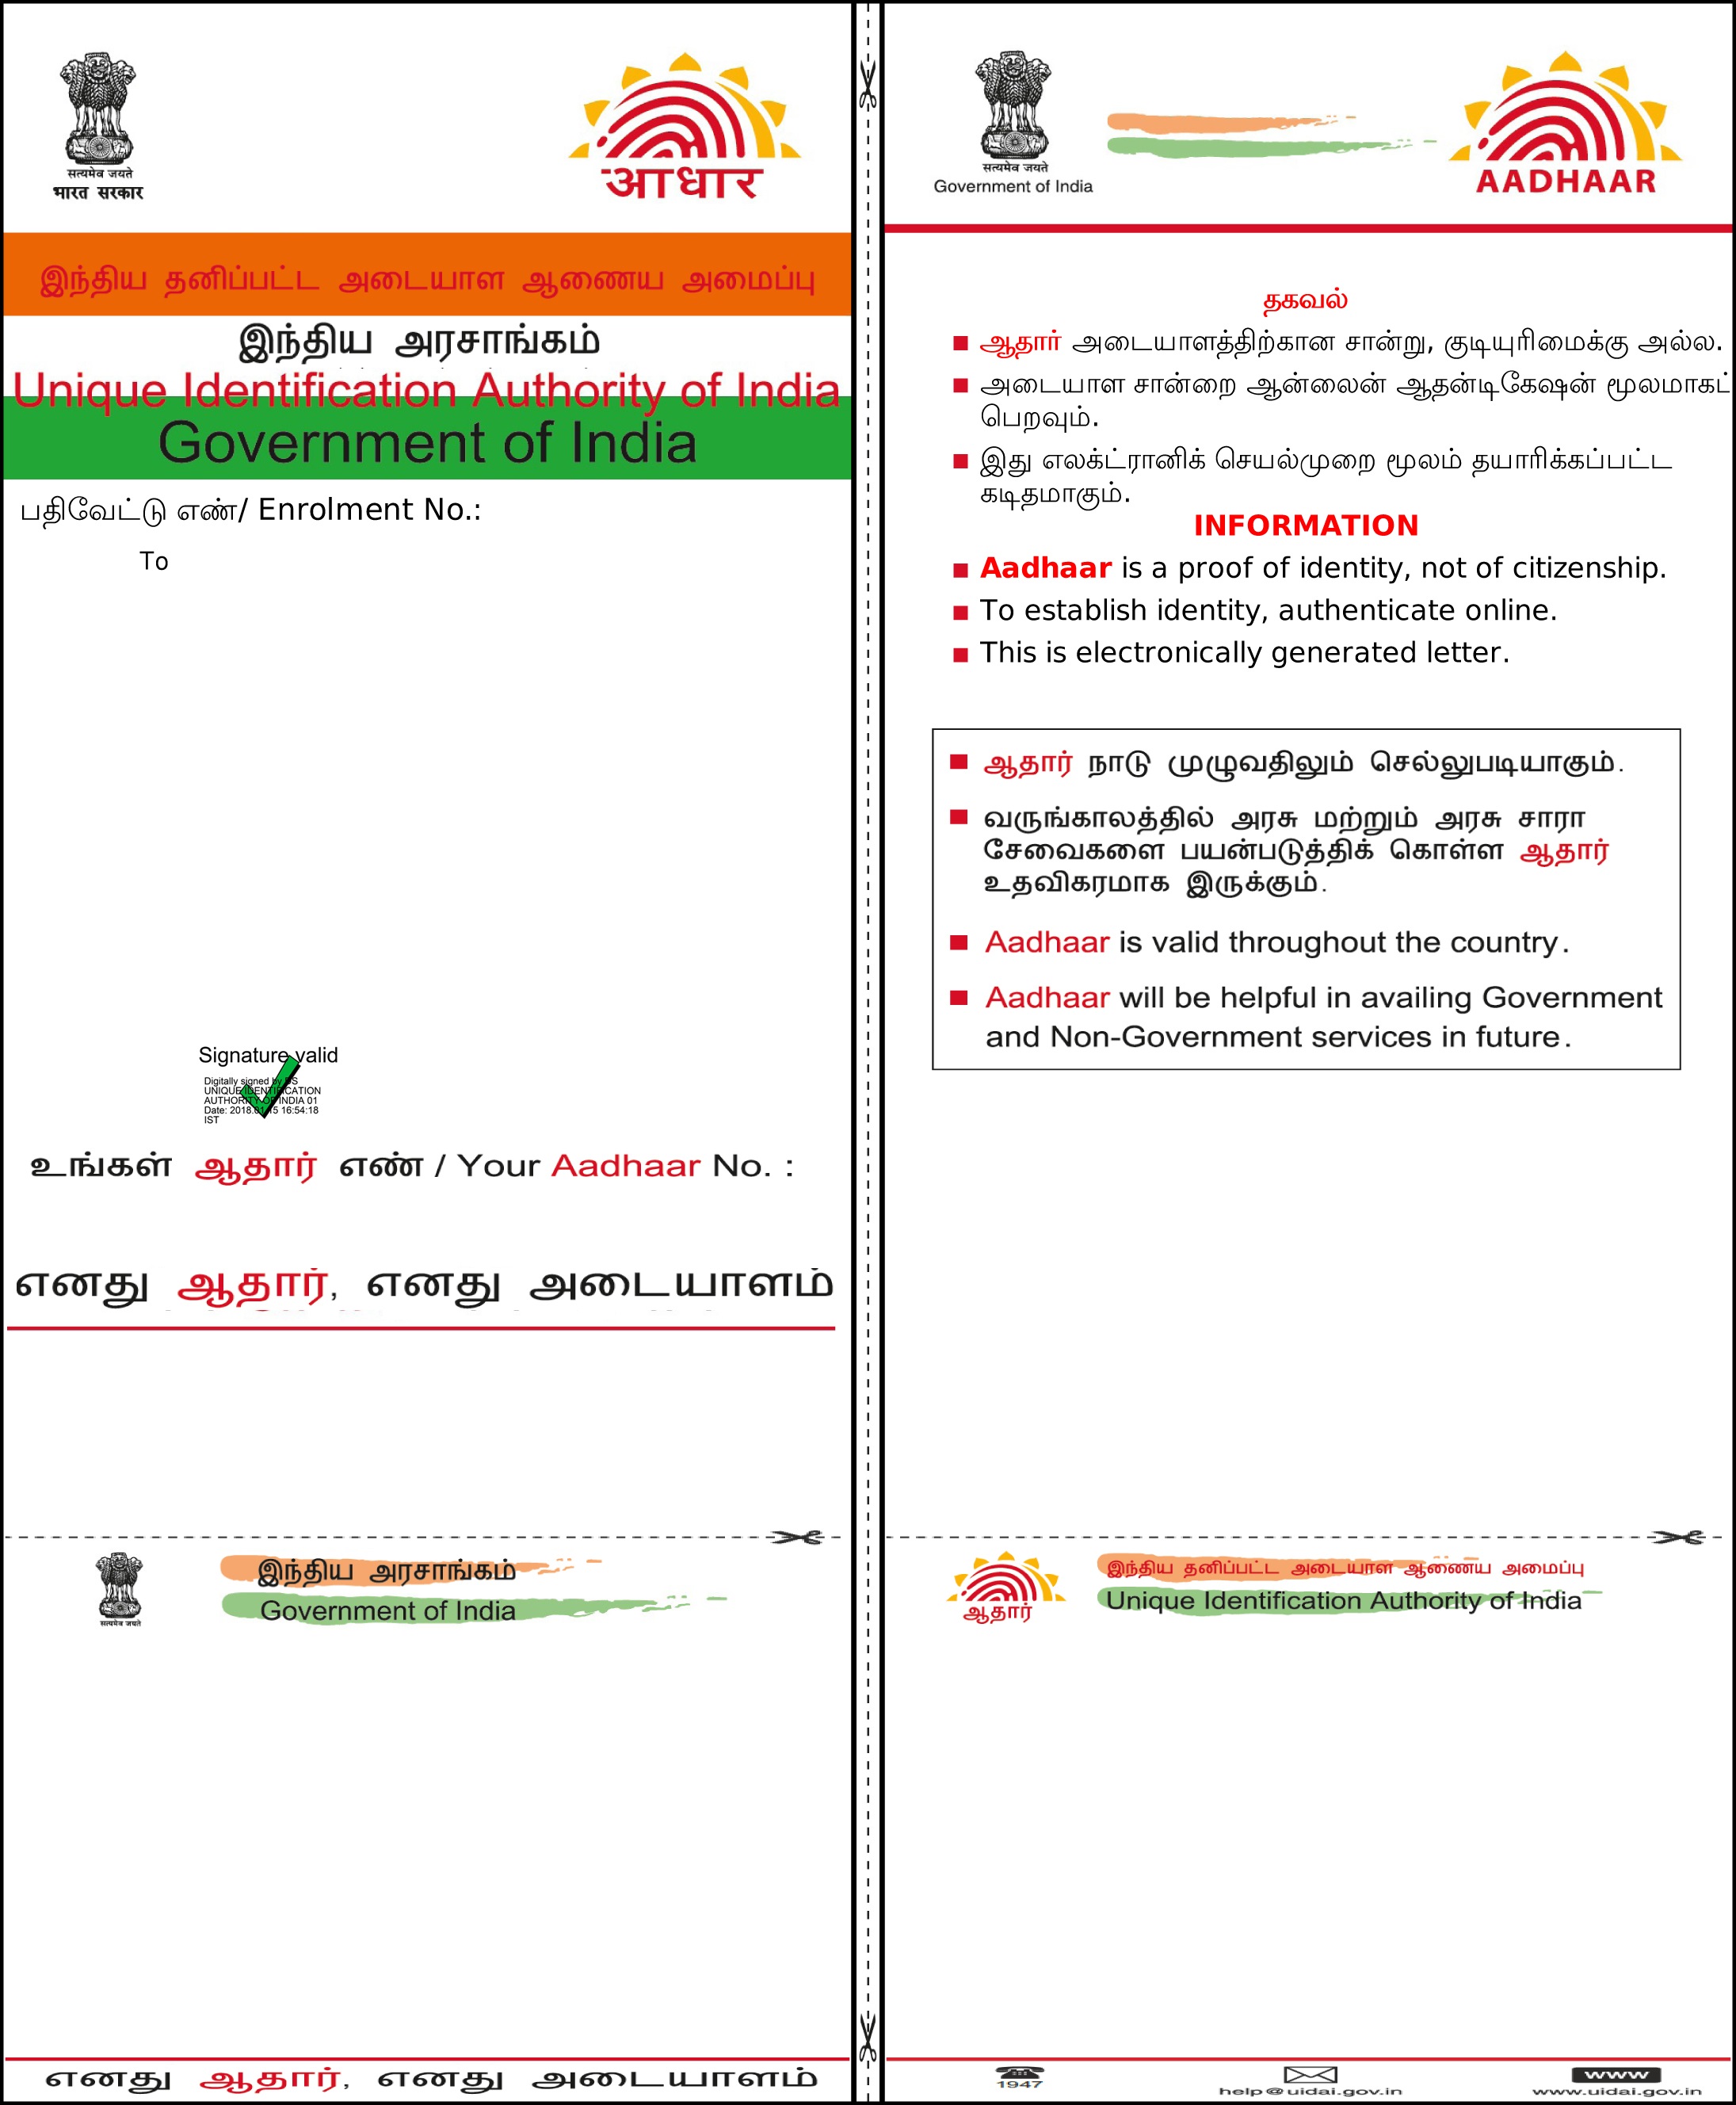 सत्यमेव जयते
भारत सरकार
आधार
இந்திய தனிப்பட்ட அடையாள ஆணைய அமைப்பு
இந்திய அரசாங்கம்
Unique Identification Authority of India
Government of India
பதிவேட்டு எண்/ Enrolment No.:
To
Signature valid
Digitally signed by DS
UNIQUE IDENTIFICATION
AUTHORITY OF INDIA 01
Date: 2018.01.15 16:54:18
IST
உங்கள் ஆதார் எண் / Your Aadhaar No. :
எனது ஆதார், எனது அடையாளம்
सत्यमेव जयते
Government of India
AADHAAR
தகவல்
ஆதார் அடையாளத்திற்கான சான்று, குடியுரிமைக்கு அல்ல.
அடையாள சான்றை ஆன்லைன் ஆதன்டிகேஷன் மூலமாகப்
பெறவும்.
இது எலக்ட்ரானிக் செயல்முறை மூலம் தயாரிக்கப்பட்ட
கடிதமாகும்.
INFORMATION
Aadhaar is a proof of identity, not of citizenship.
To establish identity, authenticate online.
This is electronically generated letter.
ஆதார் நாடு முழுவதிலும் செல்லுபடியாகும்.
வருங்காலத்தில் அரசு மற்றும் அரசு சாரா
சேவைகளை பயன்படுத்திக் கொள்ள ஆதார்
உதவிகரமாக இருக்கும்.
Aadhaar is valid throughout the country.
Aadhaar will be helpful in availing Government
and Non-Government services in future.
सत्यमेव जयते
இந்திய அரசாங்கம்
Government of India
எனது ஆதார், எனது அடையாளம்
ஆதார்
இந்திய தனிப்பட்ட அடையாள ஆணைய அமைப்பு
Unique Identification Authority of India
1947
help@uidai.gov.in
www
www.uidai.gov.in